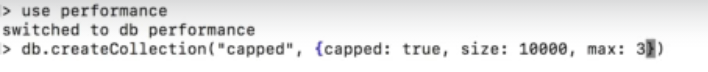 > use performance
switched to db performance
> db.createCollection("capped", {capped: true, size: 10000, max: 3})